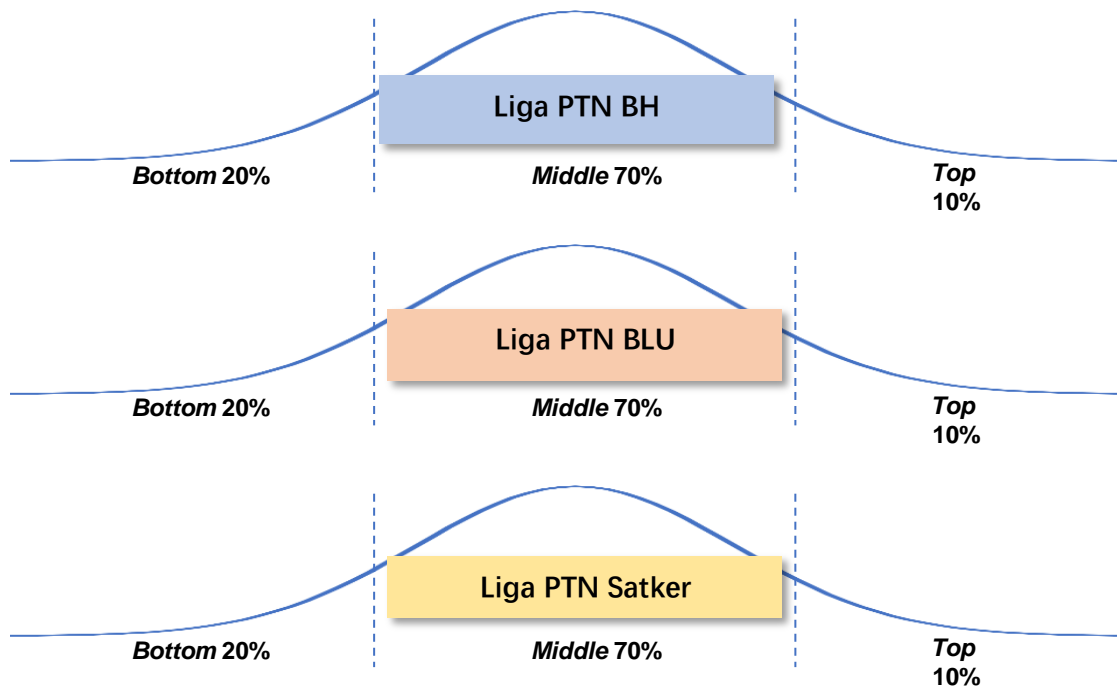 Liga PTN BH
Bottom 20%
Middle 70%
Top
10%
Liga PTN BLU
Bottom 20%
Middle 70%
Top
10%
Liga PTN Satker
Bottom 20%
Middle 70%
Top
10%